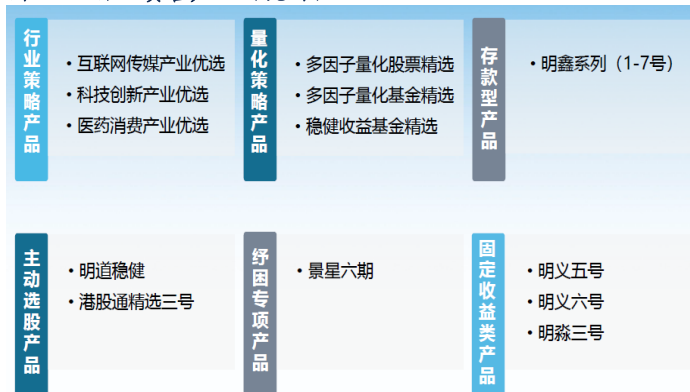 行业策略产品
· 互联网传媒产业优选
· 科技创新产业优选
· 医药消费产业优选
量化策略产品
· 多因子量化股票精选
· 多因子量化基金精选
· 稳健收益基金精选
存款型产品
· 明鑫系列（1-7号）
主动选股产品
· 明道稳健
· 港股通精选三号
纾困专项产品
· 景星六期
固定收益类产品
· 明义五号
· 明义六号
· 明淼三号